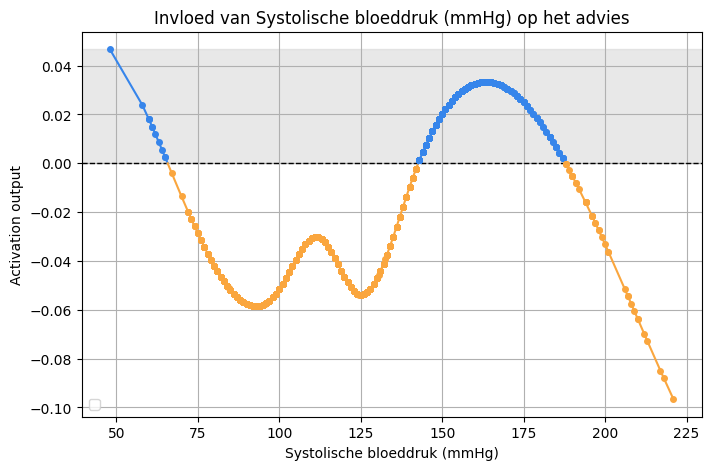 Invloed van Systolische bloeddruk (mmHg) op het advies
Activation output
0.04
0.02
0.00
−0.02
−0.04
−0.06
−0.08
−0.10
50 75 100 125 150 175 200 225
Systolische bloeddruk (mmHg)